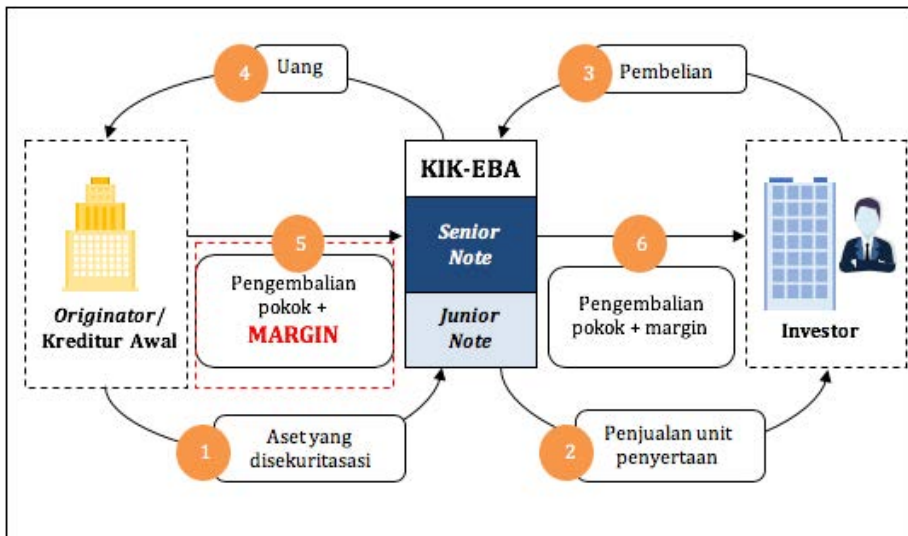 4
Uang
3
Pembelian
KIK-EBA
Senior
Note
Junior
Note
Originator/
Kreditur Awal
5
Pengembalian
pokok +
MARGIN
6
Pengembalian
pokok + margin
Investor
1
Aset yang
disekuritasasi
2
Penjualan unit
penyertaan